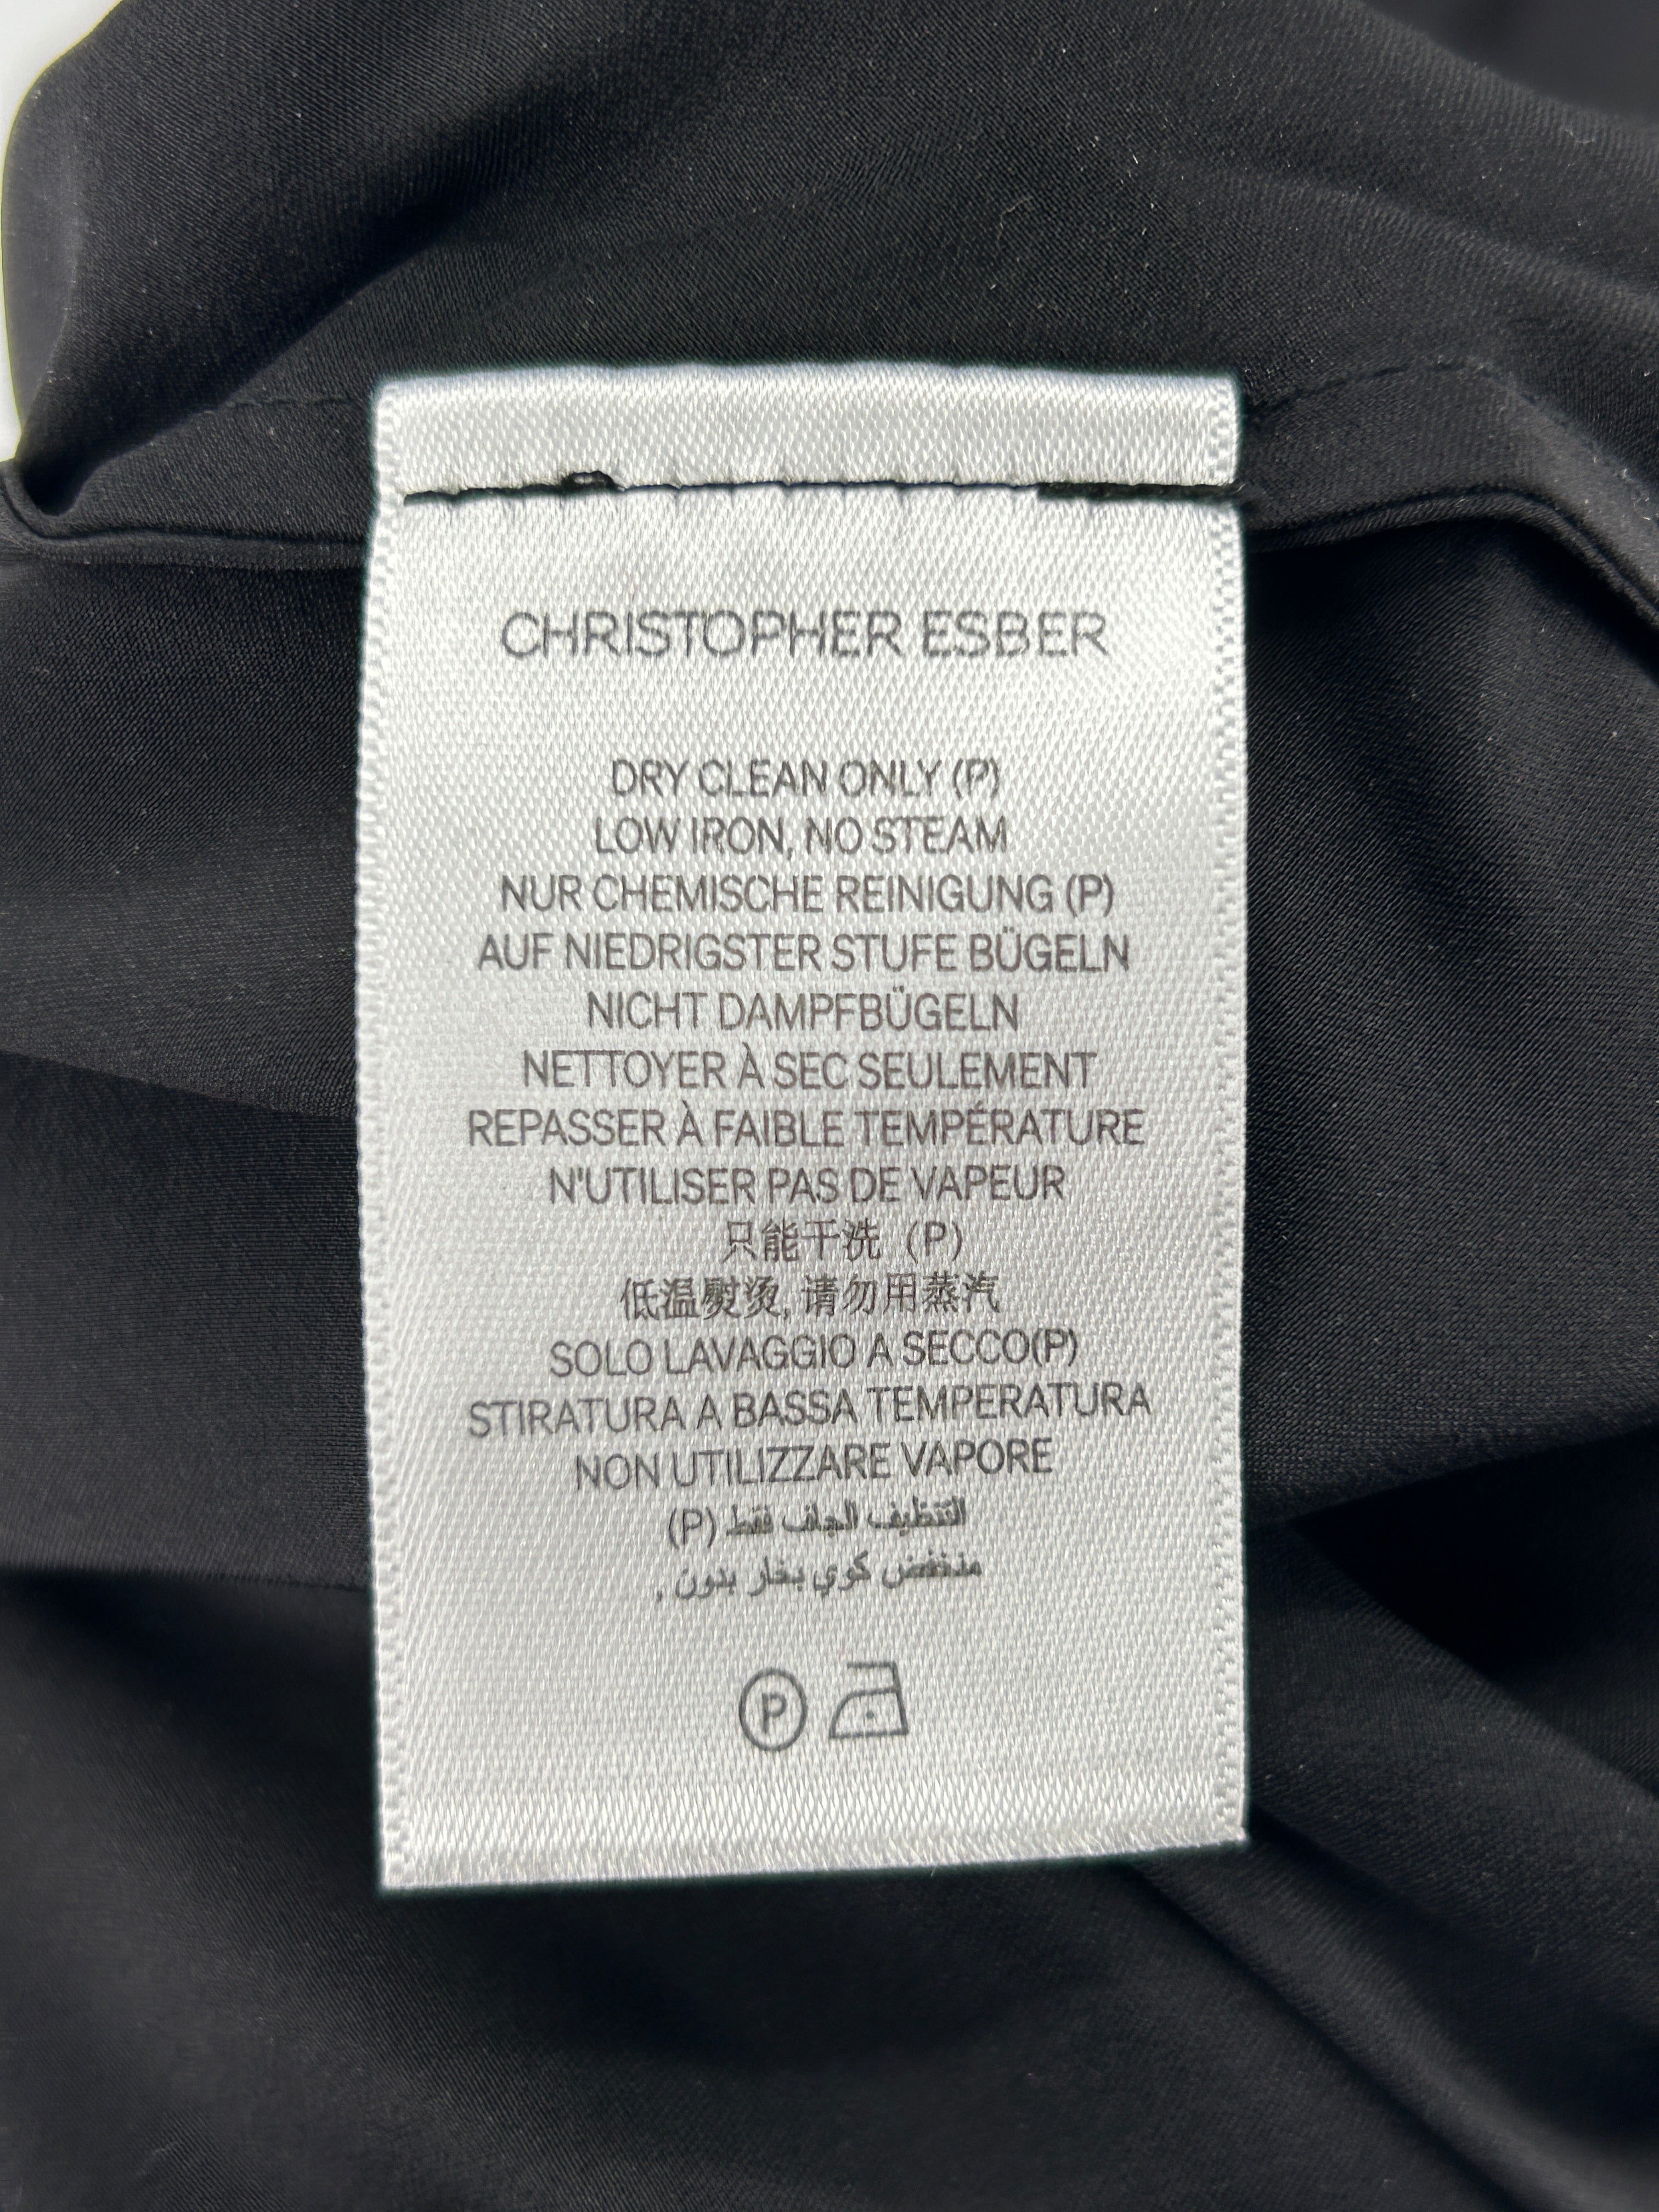 CHRISTOPHER ESBER
DRY CLEAN ONLY (P)
LOW IRON, NO STEAM
NUR CHEMISCHE REINIGUNG (P)
AUF NIEDRIGSTER STUFE BÜGELN
NICHT DAMPFBÜGELN
NETTOYER À SEC SEULEMENT
REPASSER À FAIBLE TEMPÉRATURE
N'UTILISER PAS DE VAPEUR
只能干洗 (P)
低温熨烫, 请勿用蒸汽
SOLO LAVAGGIO A SECCO(P)
STIRATURA A BASSA TEMPERATURA
NON UTILIZZARE VAPORE
التنظيف الجاف فقط (P)
منخفض كوي بخار بدون ,
P